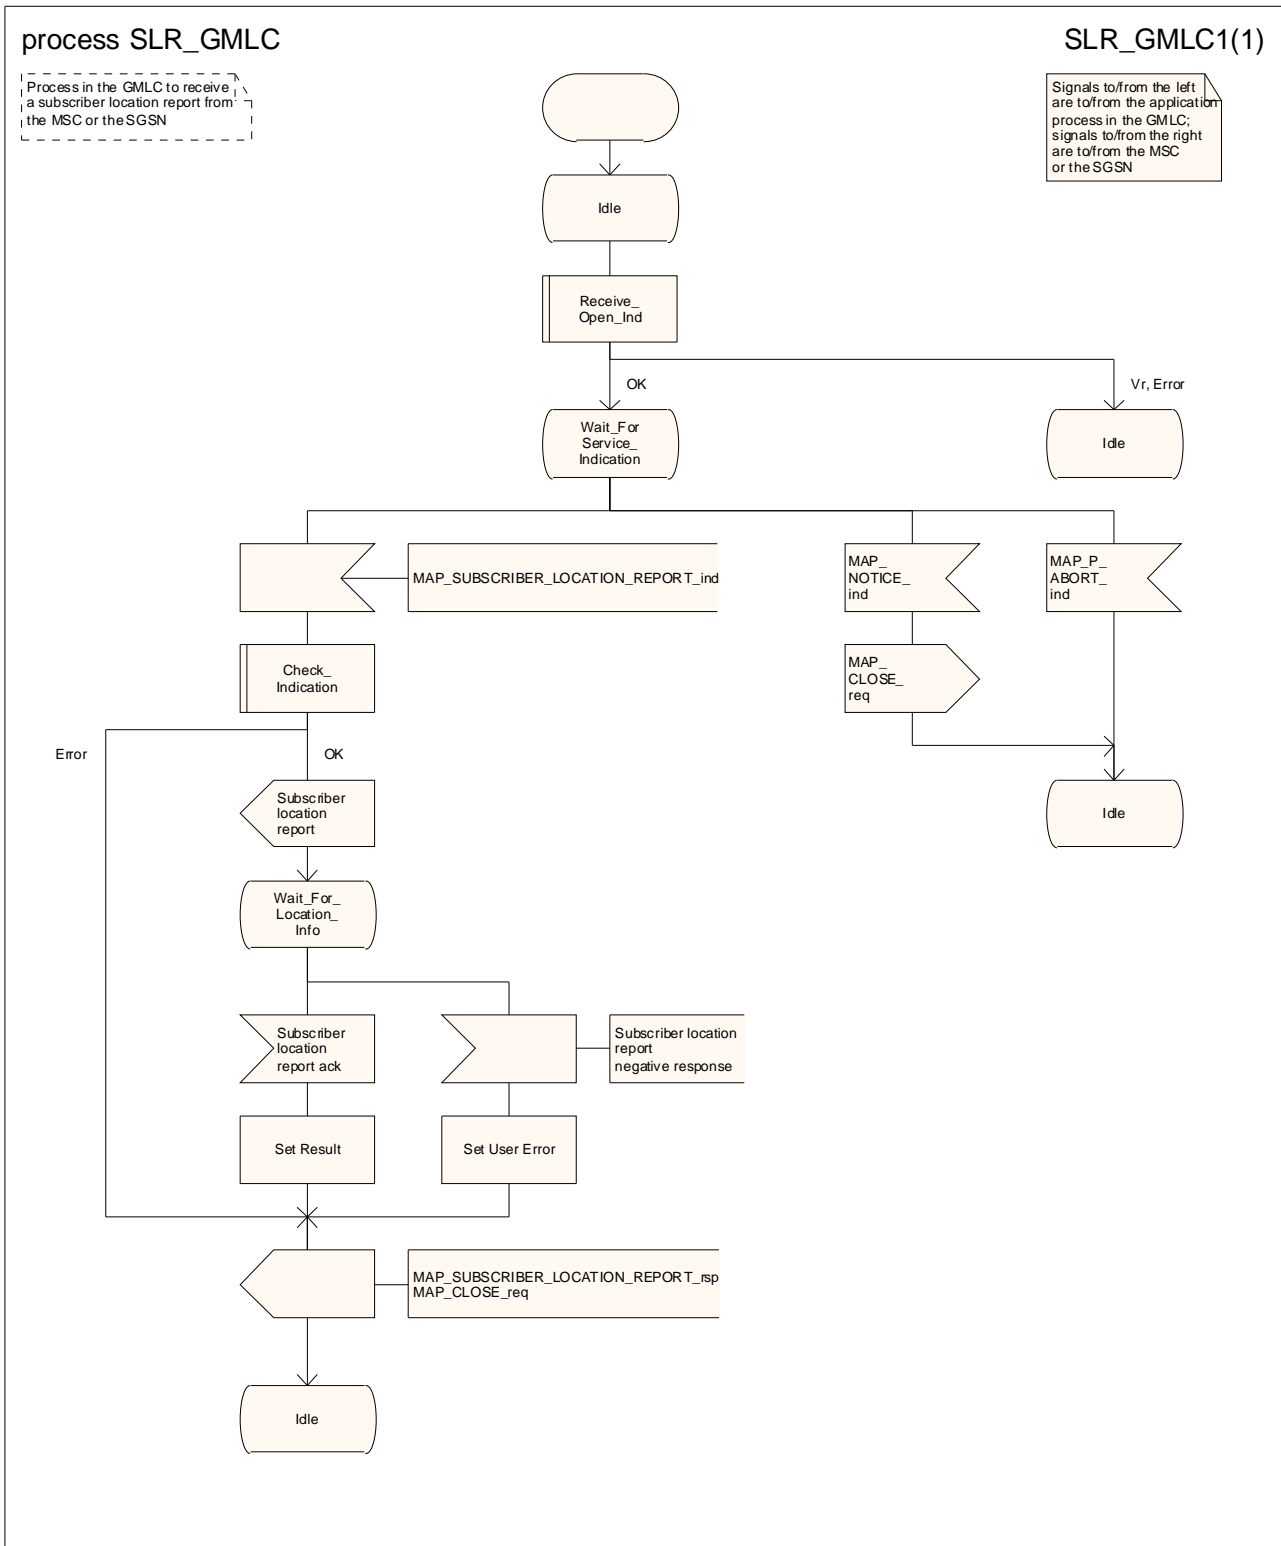 process SLR_GMLC
SLR_GMLC1(1)
Process in the GMLC to receive
a subscriber location report from
the MSC or the SGSN
Signals to/from the left
are to/from the application
process in the GMLC;
signals to/from the right
are to/from the MSC
or the SGSN
Idle
Receive_
Open_Ind
OK
Vr, Error
Wait_For
Service_
Indication
Idle
MAP_SUBSCRIBER_LOCATION_REPORT_ind
MAP_
NOTICE_
ind
MAP_P_
ABORT_
ind
Check_
Indication
MAP_
CLOSE_
req
Error
OK
Subscriber
location
report
Idle
Wait_For_
Location_
Info
Subscriber
location
report ack
Subscriber location
report
negative response
Set Result
Set User Error
MAP_SUBSCRIBER_LOCATION_REPORT_rsp
MAP_CLOSE_req
Idle